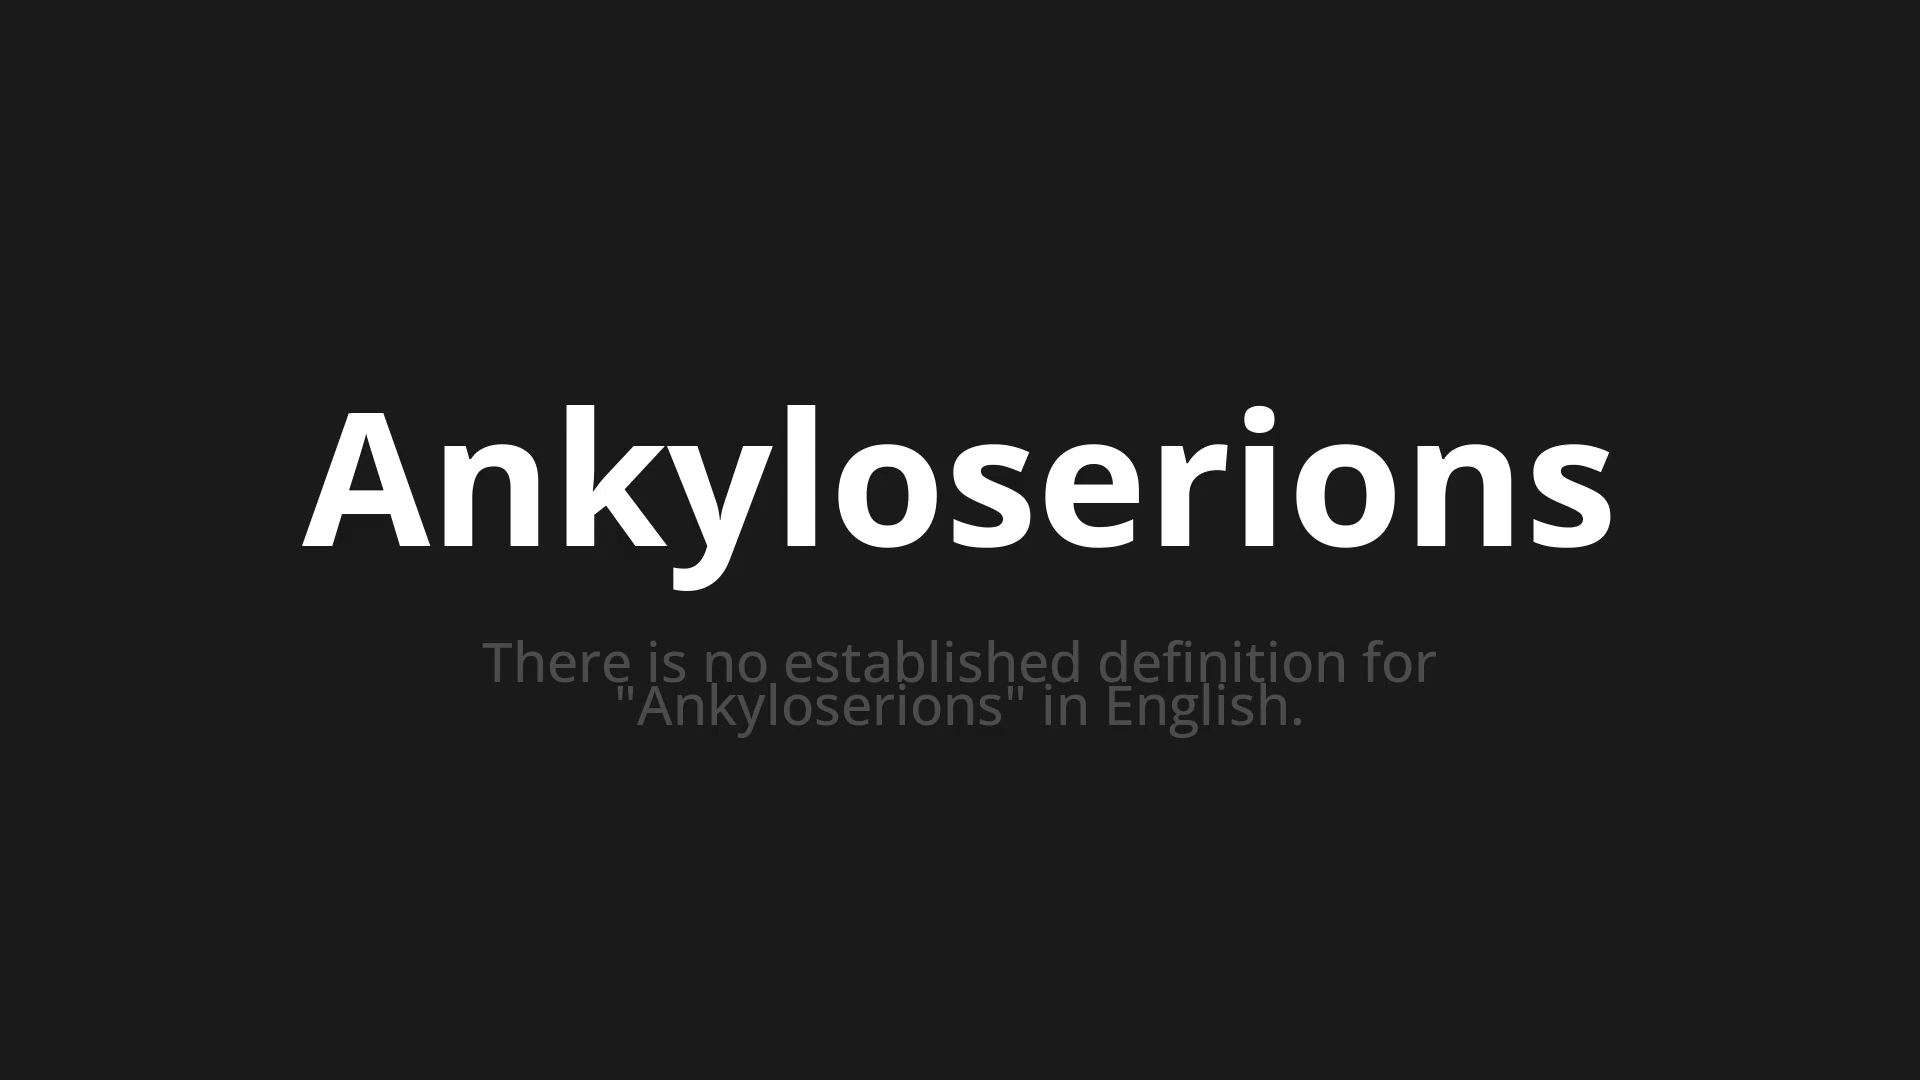 Ankyloserions
There is no established definition for
"Ankyloserions" in English.